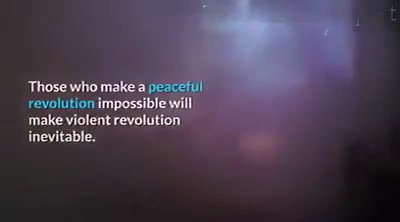 Those who make a peaceful
revolution impossible will
make violent revolution
inevitable.